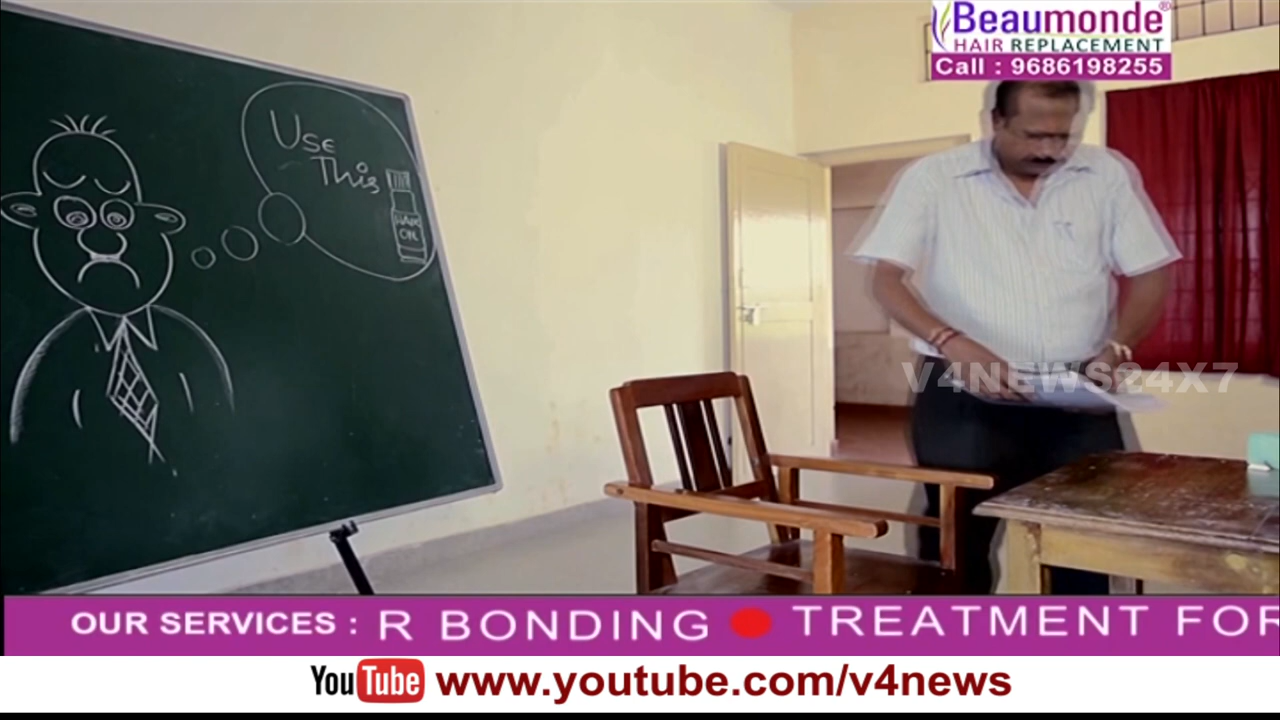 Beaumonde®
HAIR REPLACEMENT
Call : 9686198255
Use
This
HAIR
ON
V4NEWS24X7
OUR SERVICES : R BONDING ● TREATMENT FOR
YouTube www.youtube.com/v4news